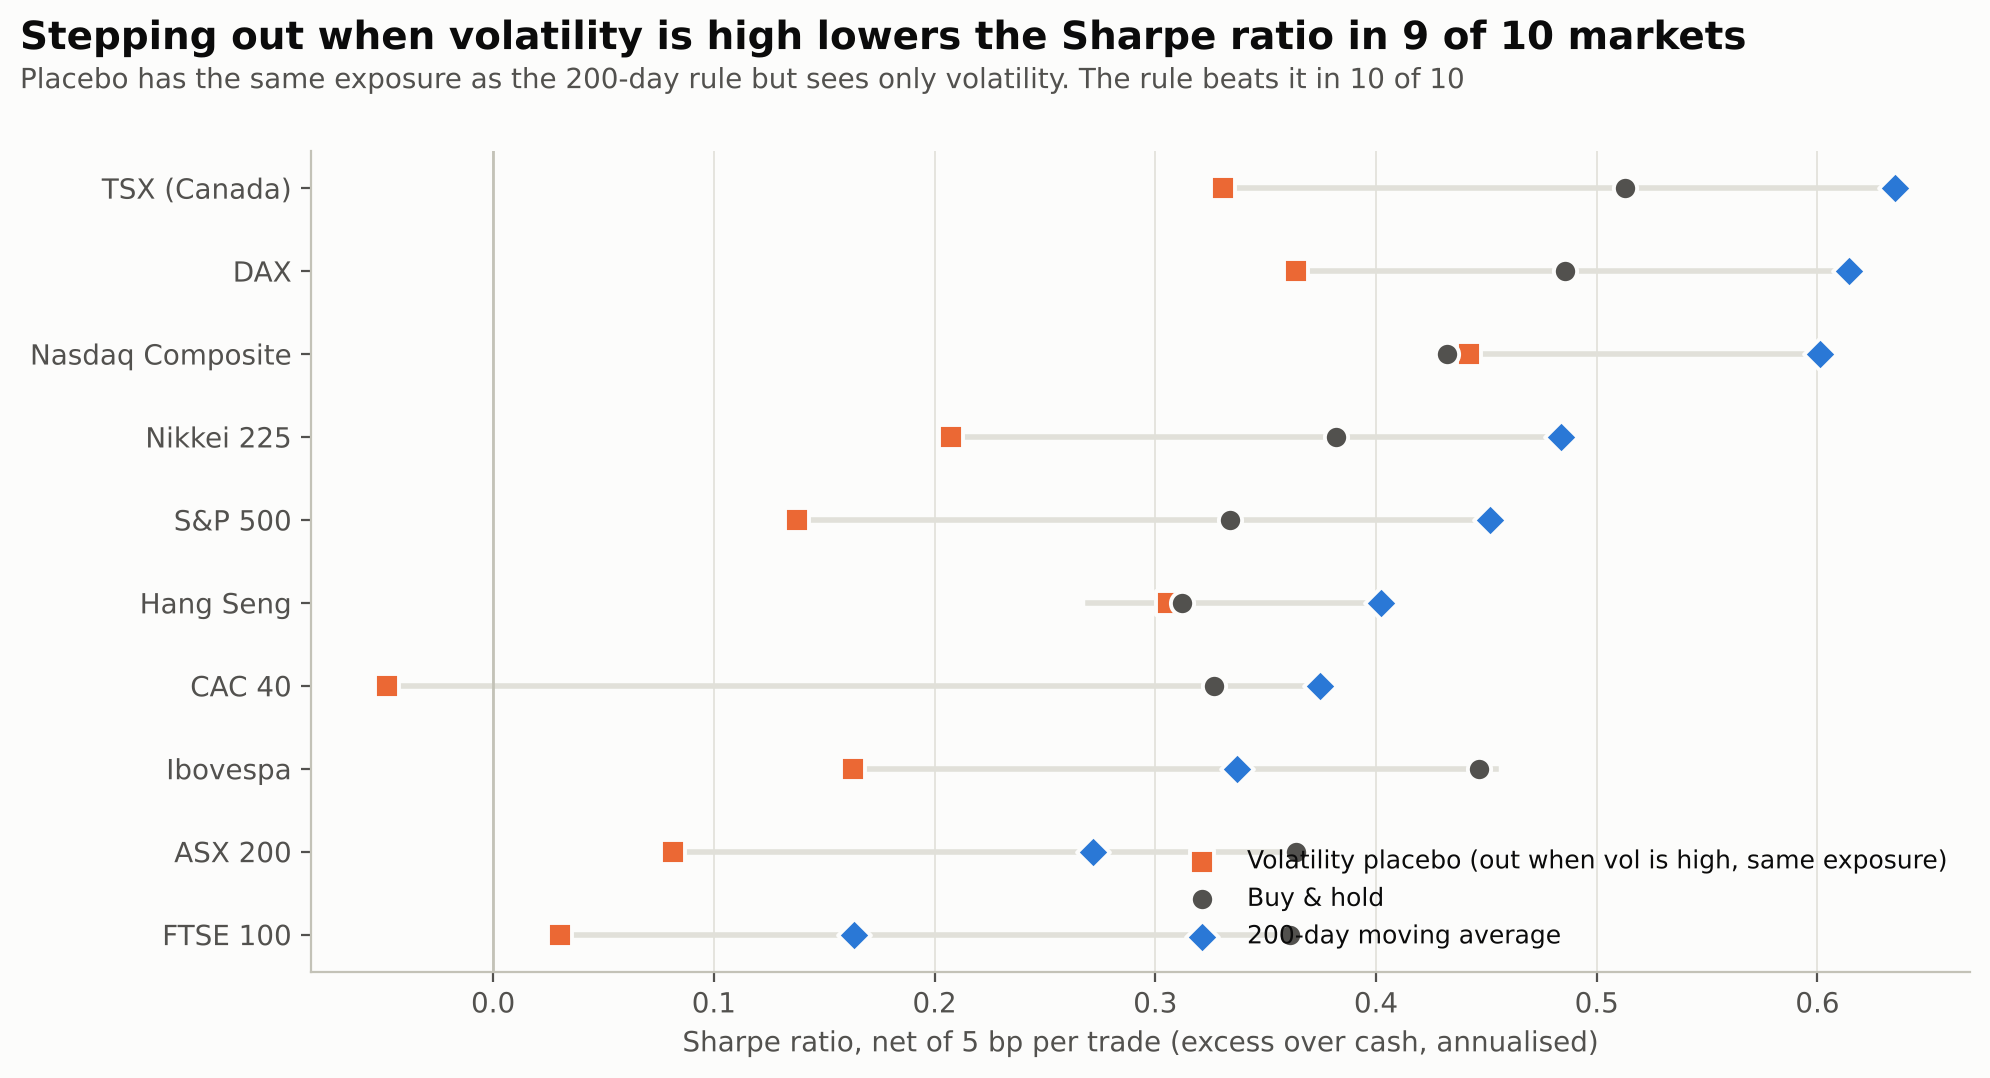 Stepping out when volatility is high lowers the Sharpe ratio in 9 of 10 markets
Placebo has the same exposure as the 200-day rule but sees only volatility. The rule beats it in 10 of 10
TSX (Canada)
DAX
Nasdaq Composite
Nikkei 225
S&P 500
Hang Seng
CAC 40
Ibovespa
ASX 200
FTSE 100
Volatility placebo (out when vol is high, same exposure)
Buy & hold
200-day moving average
0.0 0.1 0.2 0.3 0.4 0.5 0.6
Sharpe ratio, net of 5 bp per trade (excess over cash, annualised)